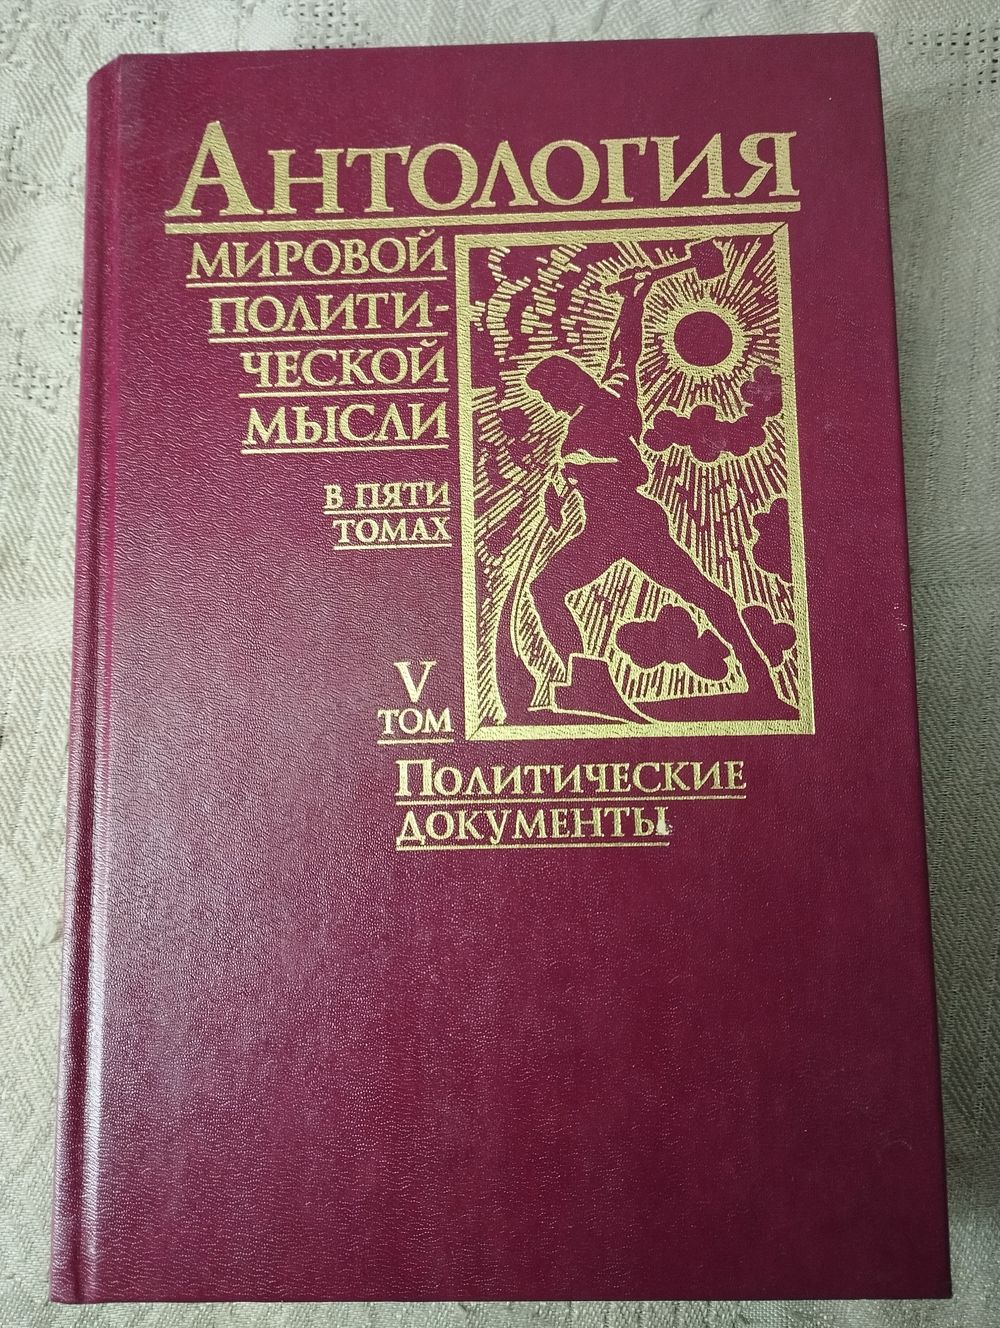 Антология
мировой
полити-
ческой
мысли
в пяти
томах
V
том
Политические
документы